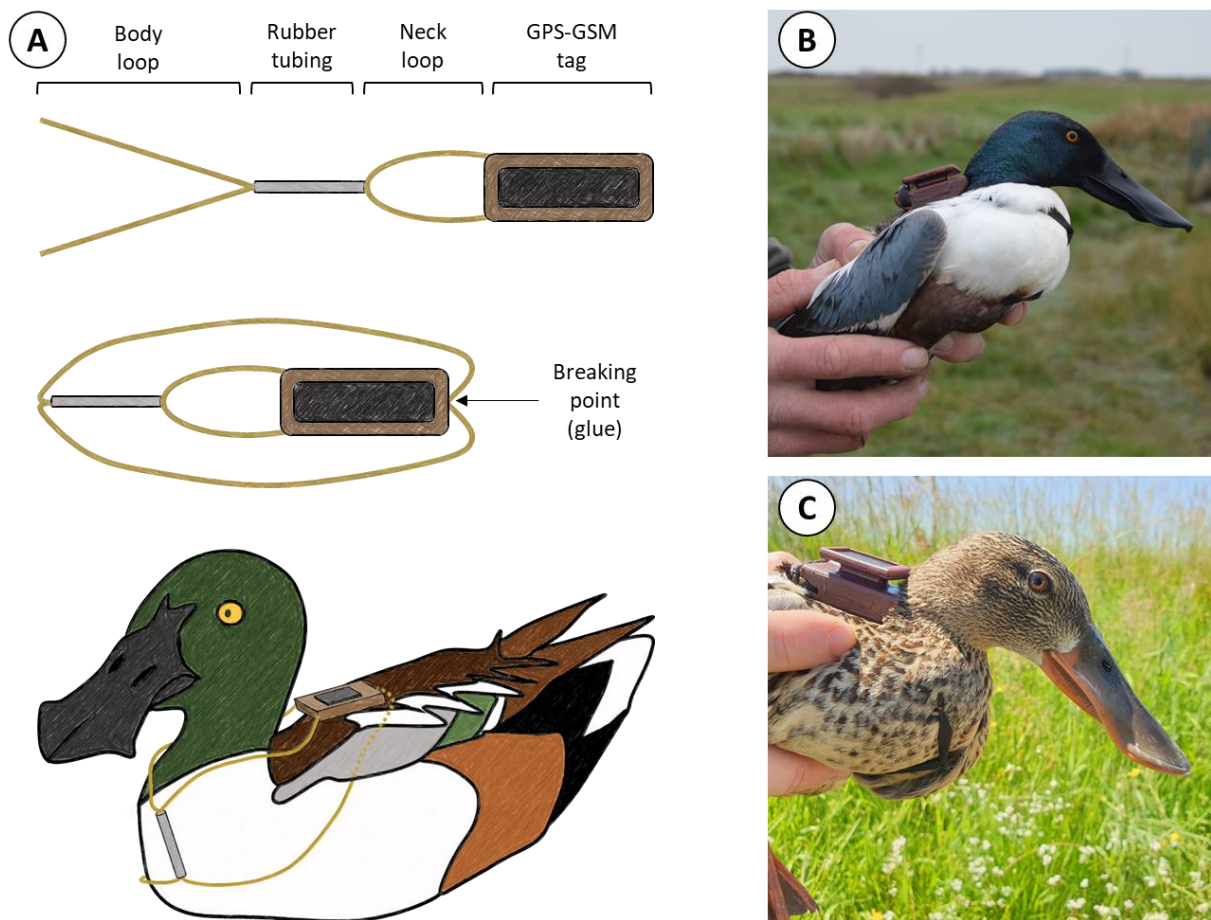 A
Body
loop
Rubber
tubing
Neck
loop
GPS-GSM
tag
Breaking
point
(glue)
B
C